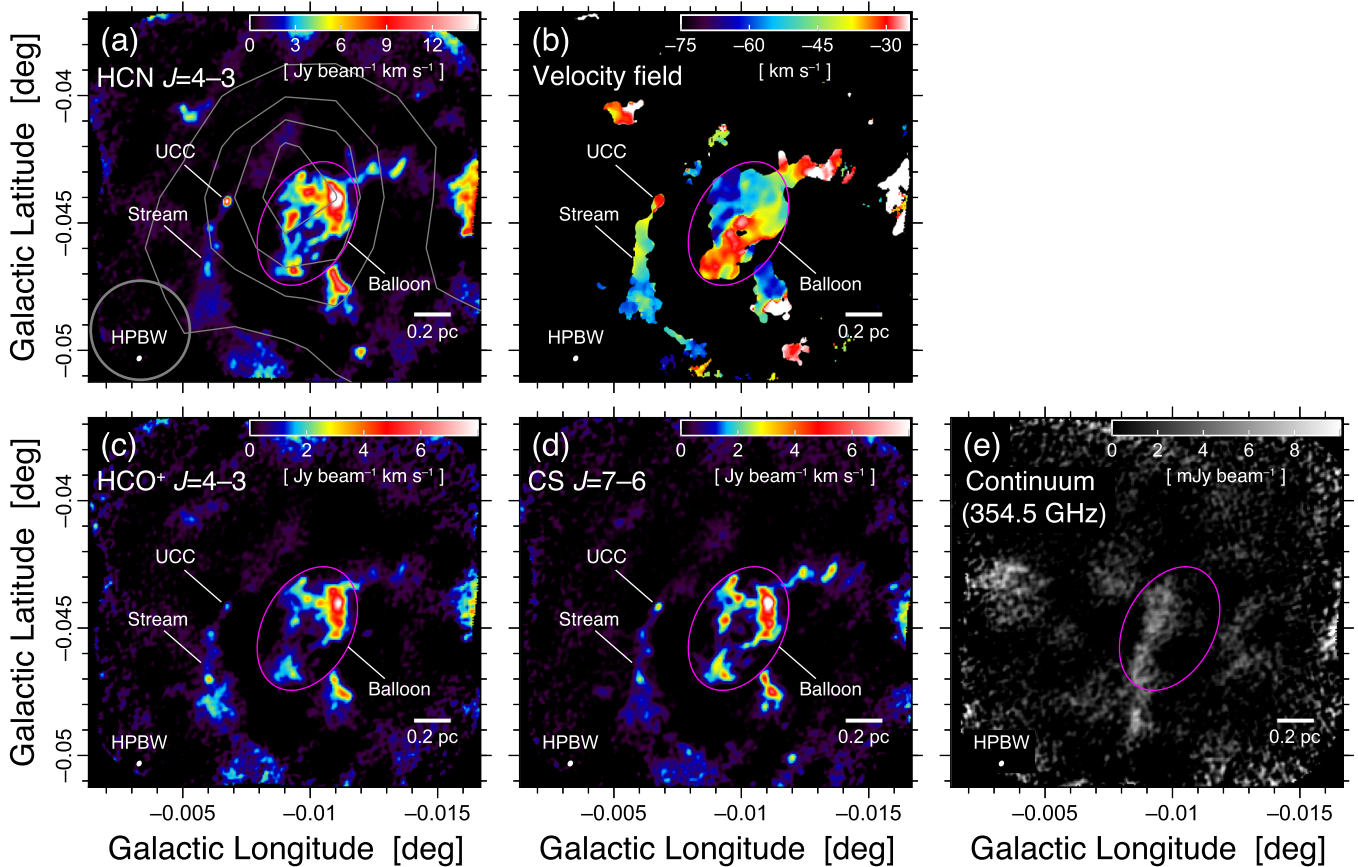 (a)
0 3 6 9 12
[ Jy beam⁻¹ km s⁻¹ ]
HCN J=4–3
UCC
Stream
Balloon
HPBW
0.2 pc
Galactic Latitude [deg]
−0.04
−0.045
−0.05
(b)
−75 −60 −45 −30
[ km s⁻¹ ]
Velocity field
UCC
Stream
Balloon
HPBW
0.2 pc
(c)
0 2 4 6
[ Jy beam⁻¹ km s⁻¹ ]
HCO⁺ J=4–3
UCC
Stream
Balloon
HPBW
0.2 pc
Galactic Latitude [deg]
−0.04
−0.045
−0.05
−0.005 −0.01 −0.015
Galactic Longitude [deg]
(d)
0 2 4 6
[ Jy beam⁻¹ km s⁻¹ ]
CS J=7–6
UCC
Stream
Balloon
HPBW
0.2 pc
−0.005 −0.01 −0.015
Galactic Longitude [deg]
(e)
0 2 4 6 8
[ mJy beam⁻¹ ]
Continuum
(354.5 GHz)
HPBW
0.2 pc
−0.005 −0.01 −0.015
Galactic Longitude [deg]